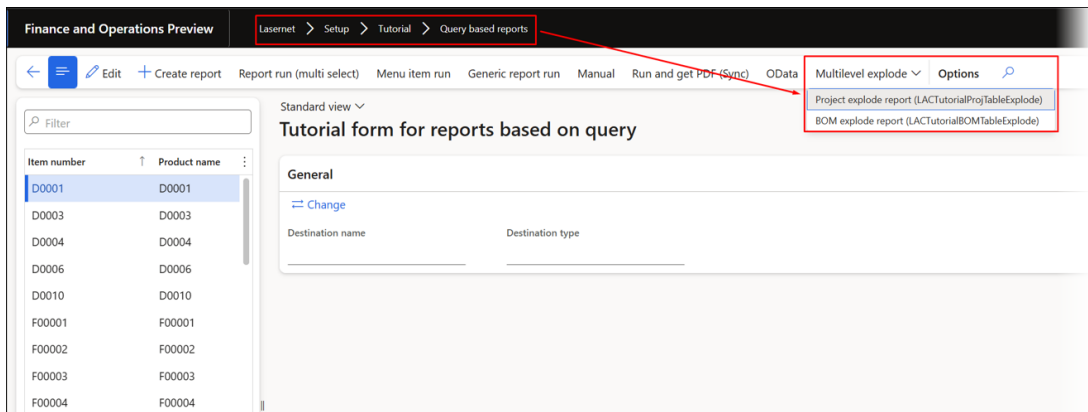 Finance and Operations Preview
Lasernet > Setup > Tutorial > Query based reports
Edit + Create report Report run (multi select) Menu item run Generic report run Manual Run and get PDF (Sync) OData Multilevel explode Options
Project explode report (LACTutorialProjTableExplode)
BOM explode report (LACTutorialBOMTableExplode)
Filter
Item number Product name
D0001 D0001
D0003 D0003
D0004 D0004
D0006 D0006
D0010 D0010
F00001 F00001
F00002 F00002
F00003 F00003
F00004 F00004
Standard view
Tutorial form for reports based on query
General
Change
Destination name Destination type